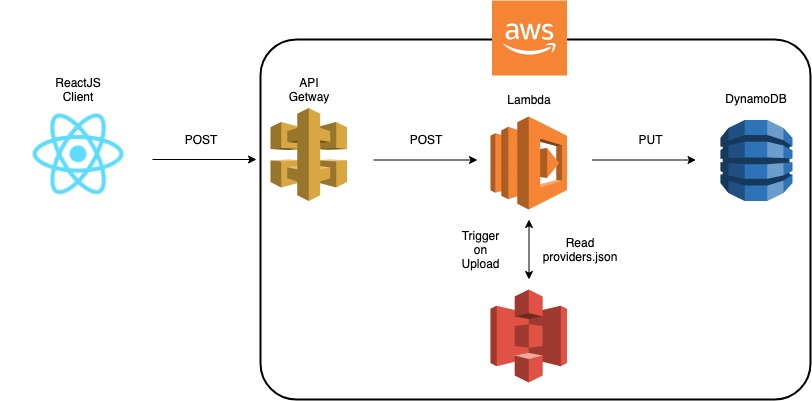 aws
ReactJS
Client
API
Getway
Lambda
DynamoDB
POST
POST
PUT
Trigger
on
Upload
Read
providers.json